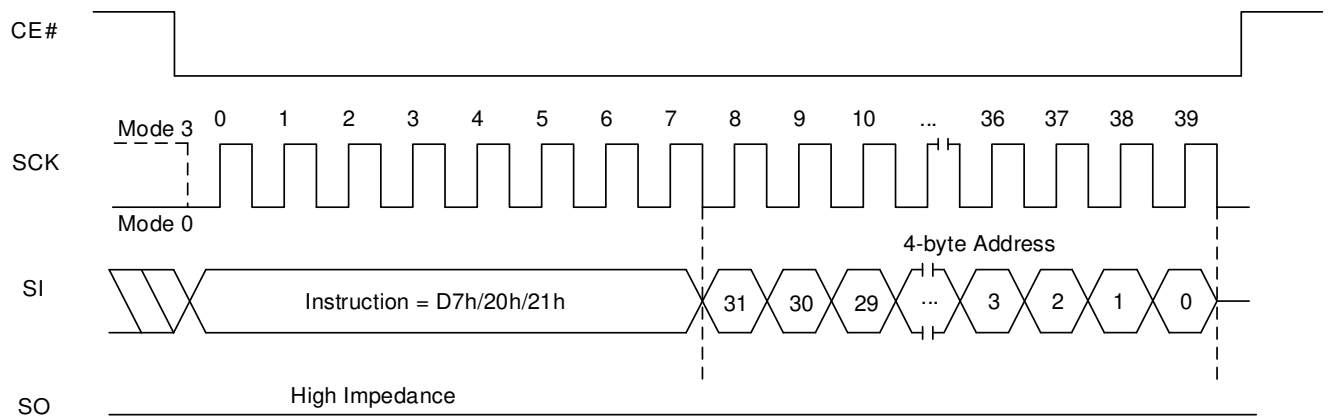 CE#
Mode 3
0 1 2 3 4 5 6 7 8 9 10 ... 36 37 38 39
SCK
Mode 0
4-byte Address
SI
Instruction = D7h/20h/21h
31 30 29 ... 3 2 1 0
High Impedance
SO